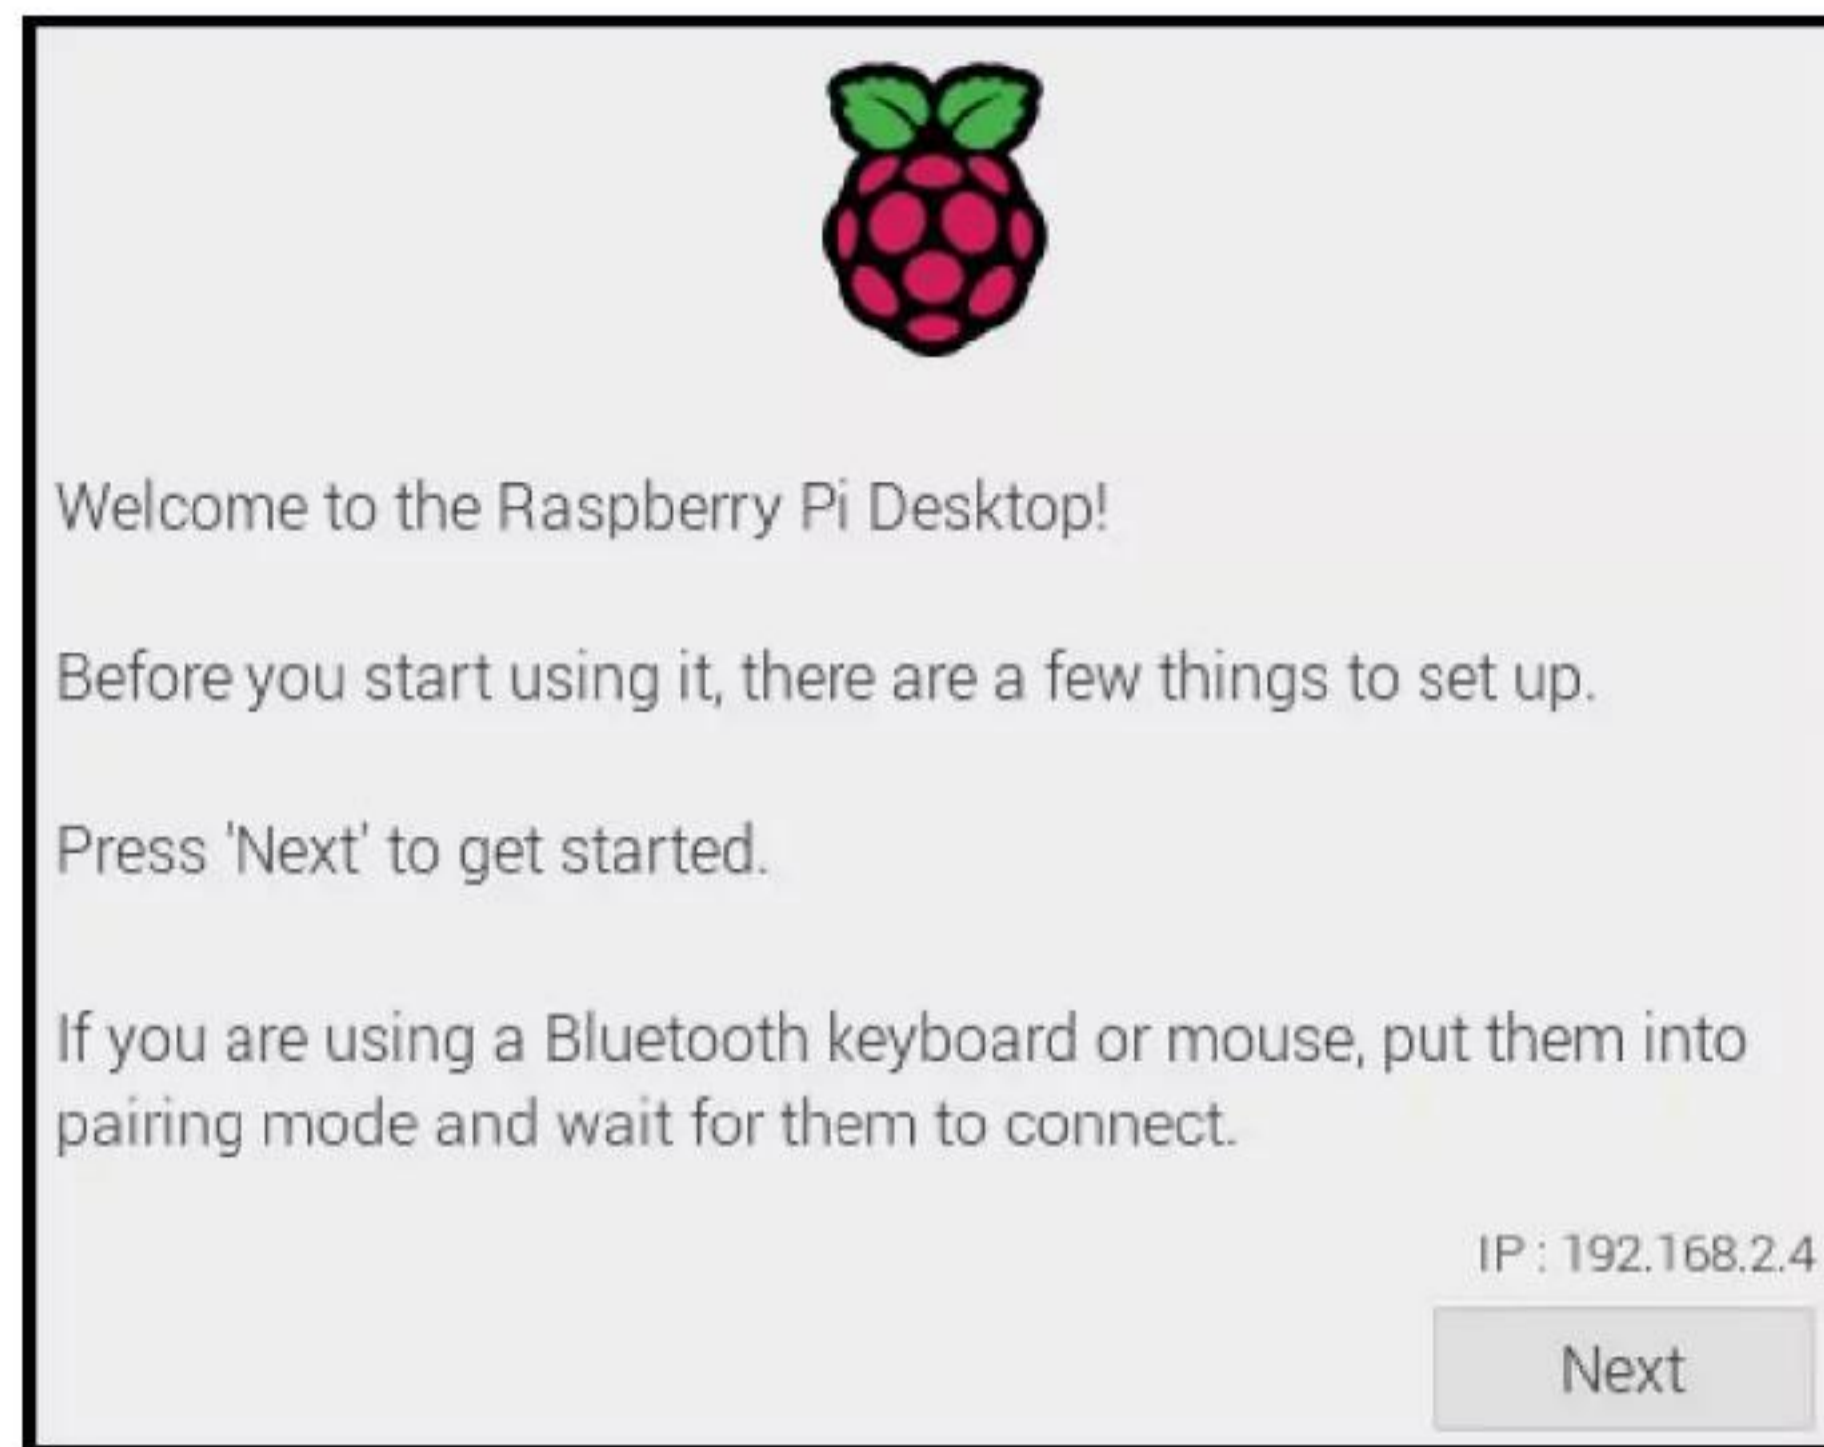 Welcome to the Raspberry Pi Desktop!
Before you start using it, there are a few things to set up.
Press 'Next' to get started.
If you are using a Bluetooth keyboard or mouse, put them into
pairing mode and wait for them to connect.
IP : 192.168.2.4
Next